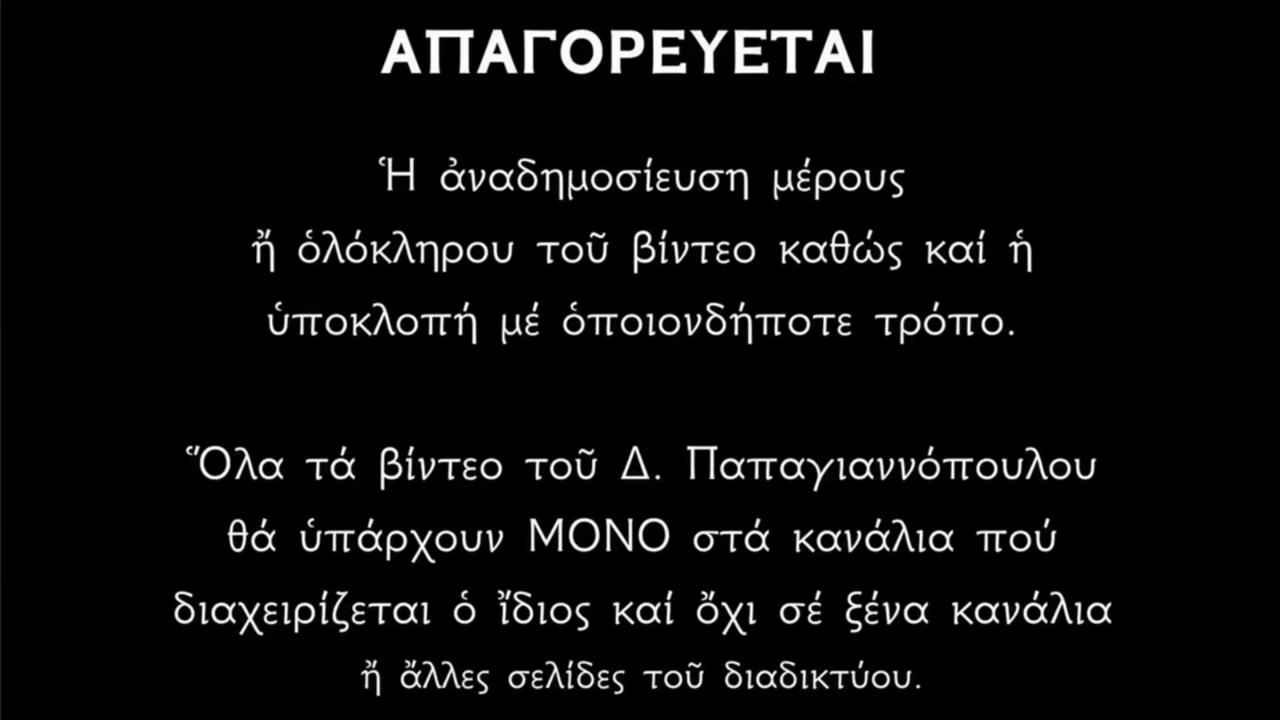 ΑΠΑΓΟΡΕΥΕΤΑΙ
Ἡ ἀναδημοσίευση μέρους
ἤ ὁλόκληρου τοῦ βίντεο καθώς καί ἡ
ὑποκλοπή μέ ὁποιονδήποτε τρόπο.
Ὅλα τά βίντεο τοῦ Δ. Παπαγιαννόπουλου
θά ὑπάρχουν ΜΟΝΟ στά κανάλια πού
διαχειρίζεται ὁ ἴδιος καί ὄχι σέ ξένα κανάλια
ἤ ἄλλες σελίδες τοῦ διαδικτύου.